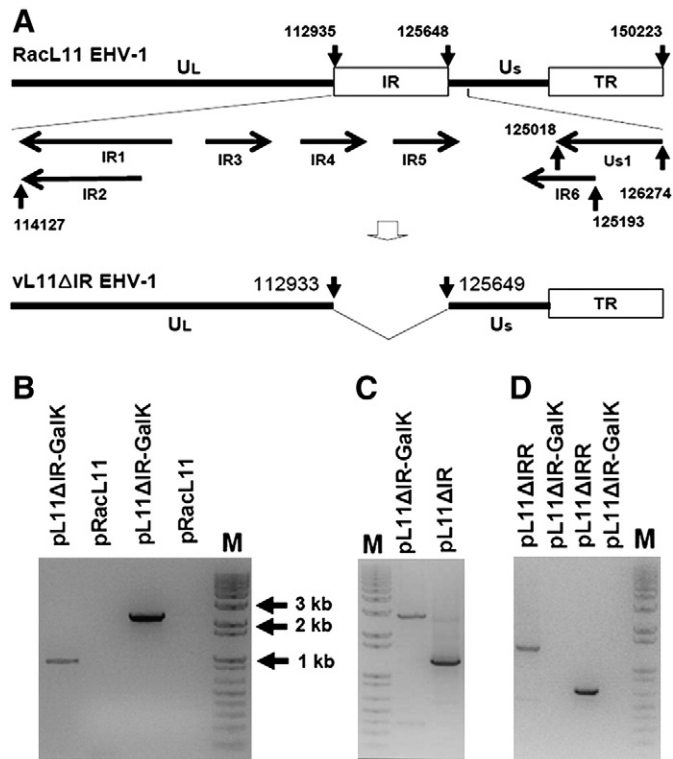 A
112935 125648 150223
RacL11 EHV-1
UL IR Us TR
IR1 IR3 IR4 IR5 125018 Us1
IR2 IR6 126274
114127 125193
vL11ΔIR EHV-1 112933 125649
UL Us TR
B C D
pL11ΔIR-GalK pRacL11 pL11ΔIR-GalK pRacL11 M
M pL11ΔIR-GalK pL11ΔIR
pL11ΔIRR pL11ΔIR-GalK pL11ΔIRR pL11ΔIR-GalK M
3 kb
2 kb
1 kb